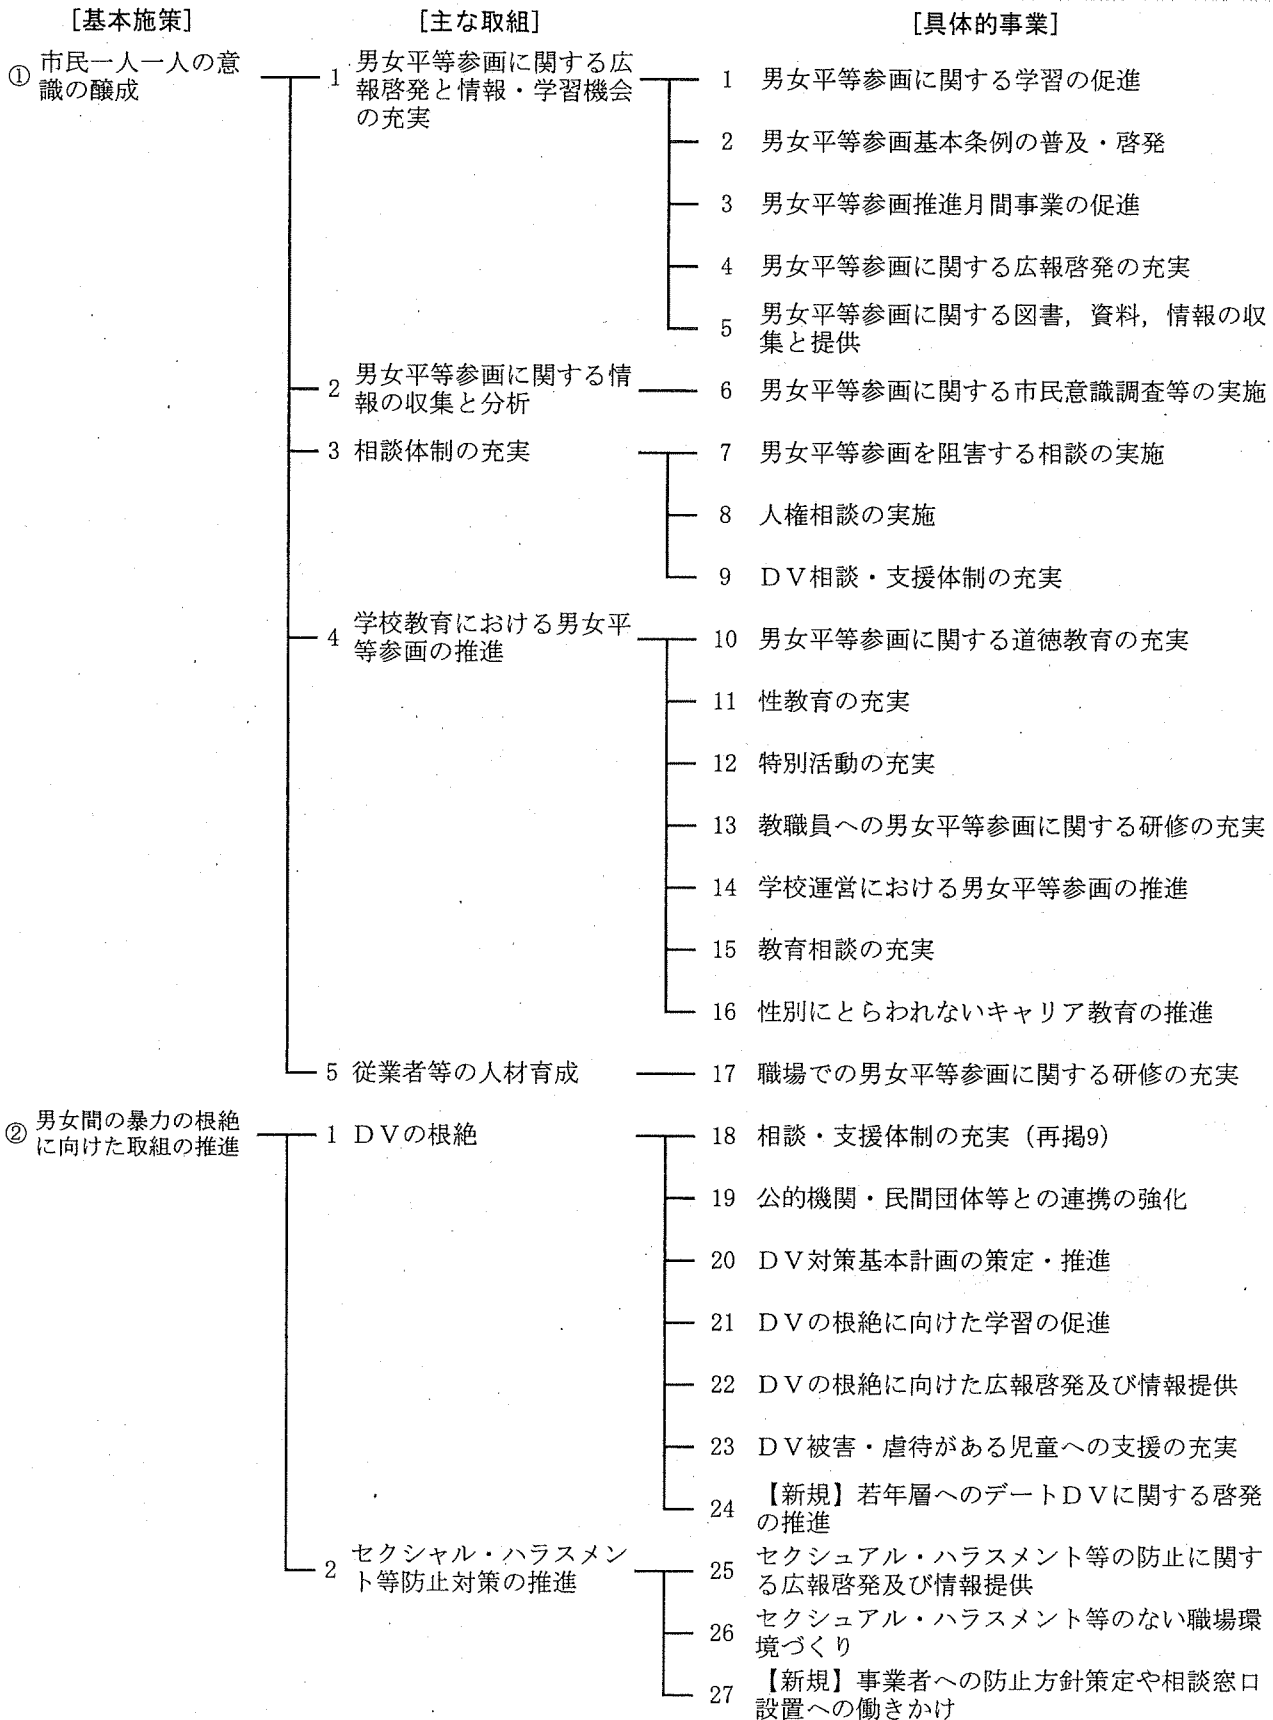 [基本施策] [主な取組] [具体的事業]
① 市民一人一人の意
識の醸成
1 男女平等参画に関する広
報啓発と情報・学習機会
の充実
1 男女平等参画に関する学習の促進
2 男女平等参画基本条例の普及・啓発
3 男女平等参画推進月間事業の促進
4 男女平等参画に関する広報啓発の充実
5 男女平等参画に関する図書,資料,情報の収
集と提供
2 男女平等参画に関する情
報の収集と分析
6 男女平等参画に関する市民意識調査等の実施
3 相談体制の充実
7 男女平等参画を阻害する相談の実施
8 人権相談の実施
9 DV相談・支援体制の充実
4 学校教育における男女平
等参画の推進
10 男女平等参画に関する道徳教育の充実
11 性教育の充実
12 特別活動の充実
13 教職員への男女平等参画に関する研修の充実
14 学校運営における男女平等参画の推進
15 教育相談の充実
16 性別にとらわれないキャリア教育の推進
5 従業者等の人材育成
17 職場での男女平等参画に関する研修の充実
② 男女間の暴力の根絶
に向けた取組の推進
1 DVの根絶
18 相談・支援体制の充実(再掲9)
19 公的機関・民間団体等との連携の強化
20 DV対策基本計画の策定・推進
21 DVの根絶に向けた学習の促進
22 DVの根絶に向けた広報啓発及び情報提供
23 DV被害・虐待がある児童への支援の充実
24 【新規】若年層へのデートDVに関する啓発
の推進
2 セクシャル・ハラスメン
ト等防止対策の推進
25 セクシュアル・ハラスメント等の防止に関す
る広報啓発及び情報提供
26 セクシュアル・ハラスメント等のない職場環
境づくり
27 【新規】事業者への防止方針策定や相談窓口
設置への働きかけ